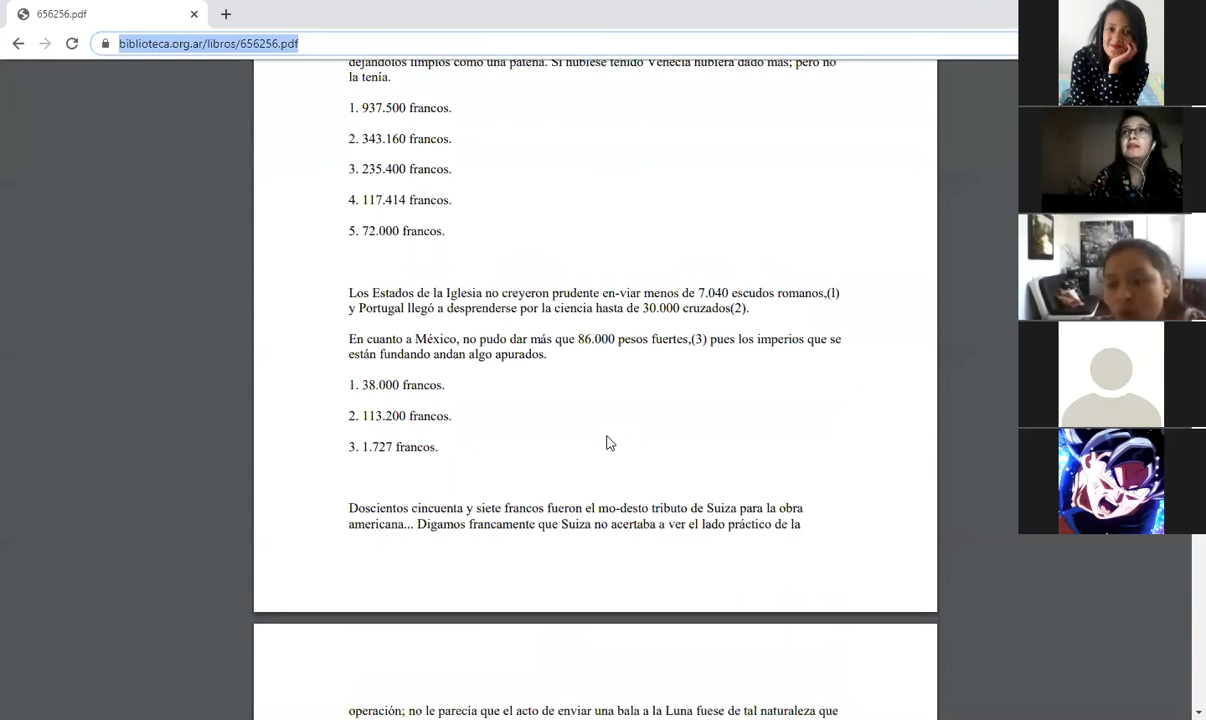 656256.pdf
biblioteca.org.ar/libros/656256.pdf
dejándolos limpios como una patena. Si hubiese tenido Venecia hubiera dado más; pero no
la tenía.
1. 937.500 francos.
2. 343.160 francos.
3. 235.400 francos.
4. 117.414 francos.
5. 72.000 francos.
Los Estados de la Iglesia no creyeron prudente en-viar menos de 7.040 escudos romanos,(l)
y Portugal llegó a desprenderse por la ciencia hasta de 30.000 cruzados(2).
En cuanto a México, no pudo dar más que 86.000 pesos fuertes,(3) pues los imperios que se
están fundando andan algo apurados.
1. 38.000 francos.
2. 113.200 francos.
3. 1.727 francos.
Doscientos cincuenta y siete francos fueron el mo-desto tributo de Suiza para la obra
americana... Digamos francamente que Suiza no acertaba a ver el lado práctico de la
operación; no le parecía que el acto de enviar una bala a la Luna fuese de tal naturaleza que